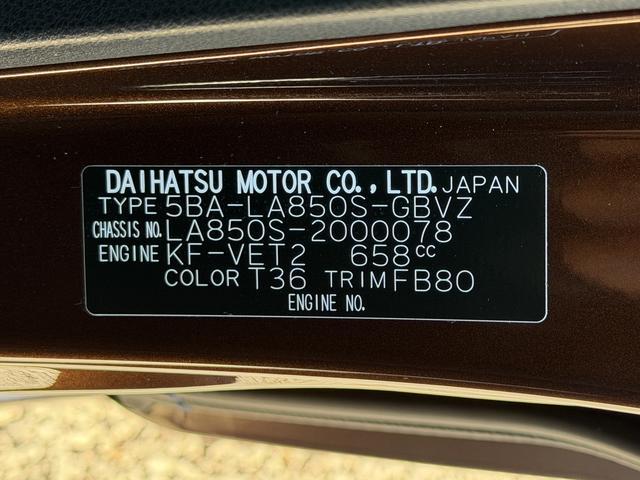 DAIHATSU MOTOR CO., LTD. JAPAN
TYPE 5BA-LA850S-GBVZ
CHASSIS NO. LA850S-2000078
ENGINE KF-VET2 658cc
COLOR T36 TRIM FB80
ENGINE NO.